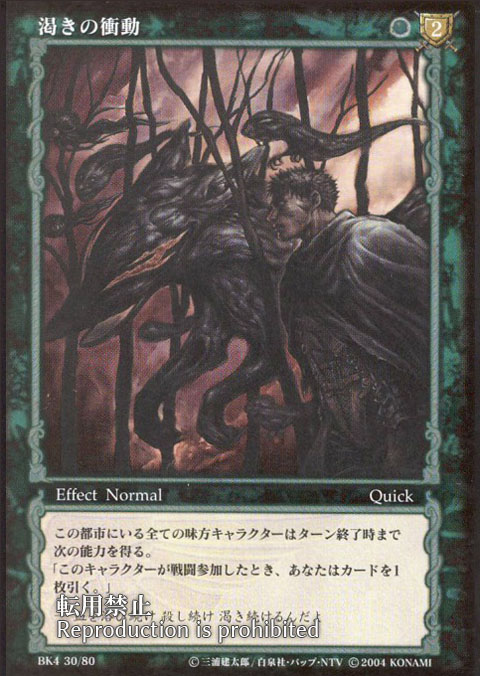 渇きの衝動
2
Effect Normal
Quick
この都市にいる全ての味方キャラクターはターン終了時まで
次の能力を得る。
「このキャラクターが戦闘参加したとき、あなたはカードを1
枚引く。」
殺し続け 渇き続けるんだよ
転用禁止
Reproduction is prohibited
BK4 30/80
©三浦建太郎/白泉社・バップ・NTV ©2004 KONAMI